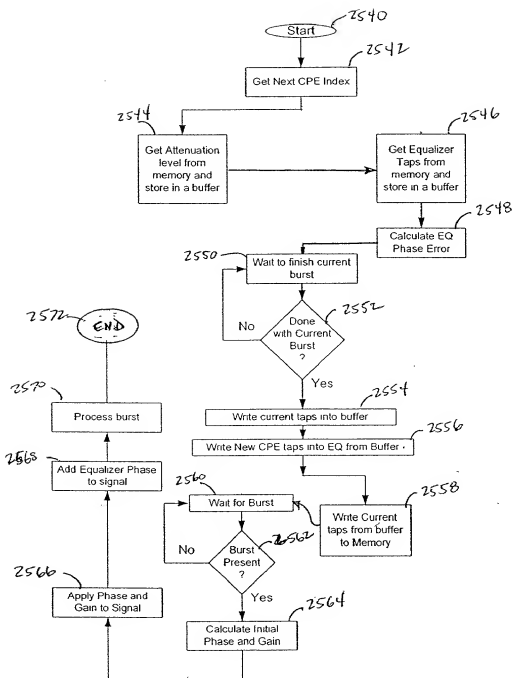 2540
Start
2542
Get Next CPE Index
2544
Get Attenuation
level from
memory and
store in a buffer
2546
Get Equalizer
Taps from
memory and
store in a buffer
2548
Calculate EQ
Phase Error
2550
Wait to finish current
burst
2552
Done
with Current
Burst
?
No
Yes
2554
Write current taps into buffer
2556
Write New CPE taps into EQ from Buffer.
2558
Write Current
taps from buffer
to Memory
2560
Wait for Burst
2562
Burst
Present
?
No
Yes
2564
Calculate Initial
Phase and Gain
2566
Apply Phase and
Gain to Signal
2568
Add Equalizer Phase
to signal
2570
Process burst
2572
END